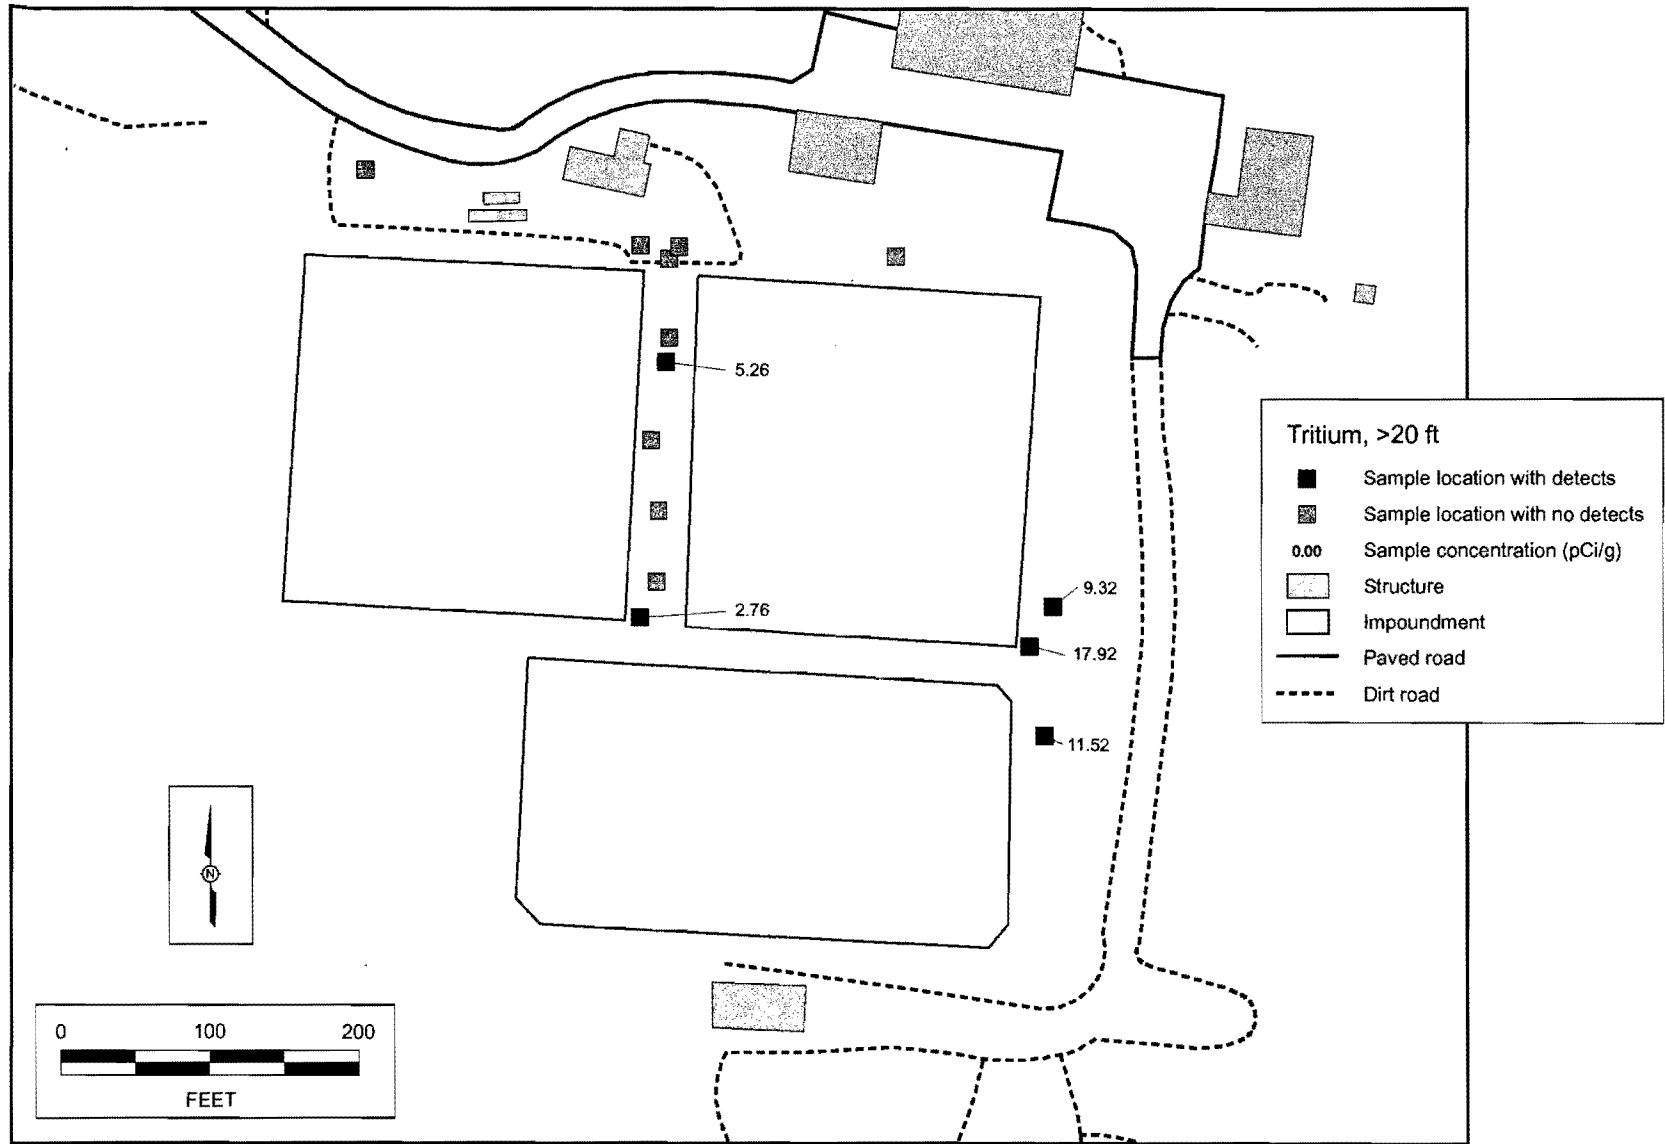 5.26
9.32
2.76
17.92
11.52
Tritium, >20 ft
Sample location with detects
Sample location with no detects
0.00 Sample concentration (pCi/g)
Structure
Impoundment
Paved road
Dirt road
N
0 100 200
FEET